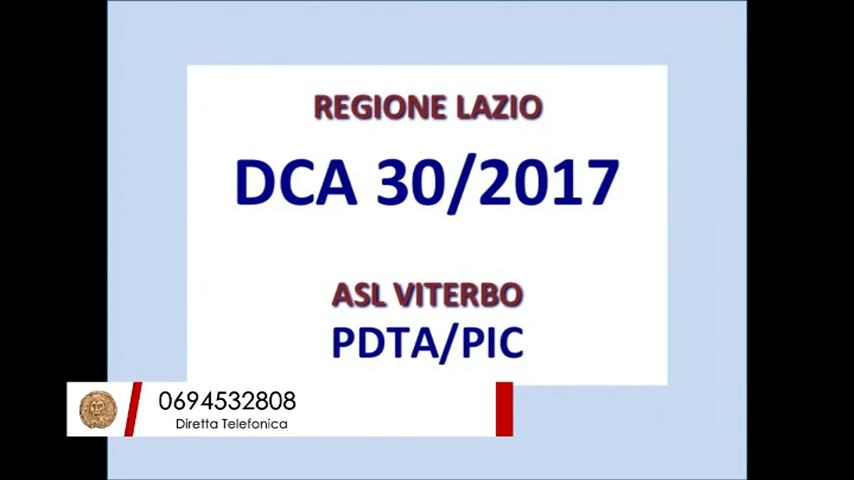 REGIONE LAZIO
DCA 30/2017
ASL VITERBO
PDTA/PIC
0694532808
Diretta Telefonica